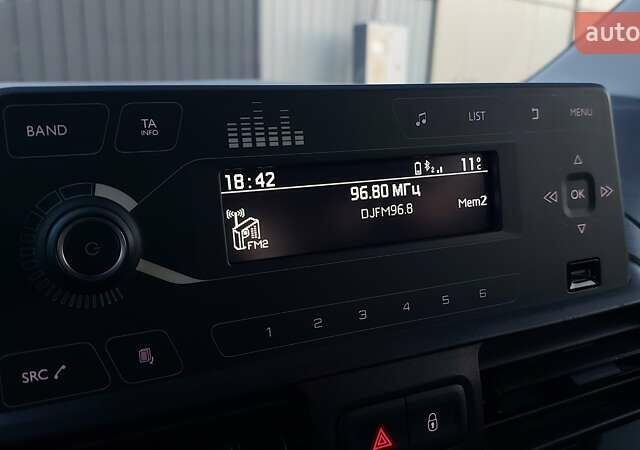 auto
BAND
TA
INFO
LIST
MENU
18:42
11°C
96.80 МГц
DJFM96.8
Mem2
FM2
OK
1 2 3 4 5 6
SRC